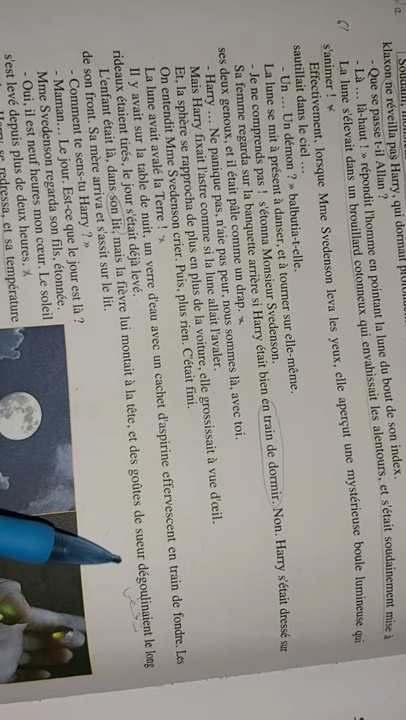 Soudain,
klaxon ne réveilla pas Harry, qui dormait
- Que se passe-t-il Allan ?
- Là … là-haut ! » répondit l'homme en pointant la lune du bout de son index.
La lune s'élevait dans un brouillard cotonneux qui envahissait les alentours, et s'était soudainement mise à
s'animer !
Effectivement, lorsque Mme Svedenson leva les yeux, elle aperçut une mystérieuse boule lumineuse qui
sautillait dans le ciel …
- Un … Un démon ? » balbutia-t-elle.
La lune se mit à présent à danser, et à tourner sur elle-même.
- Je ne comprends pas ! s'étonna Monsieur Svedenson.
Sa femme regarda sur la banquette arrière si Harry était bien en train de dormir. Non. Harry s'était dressé sur
ses deux genoux, et il était pâle comme un drap.
- Harry … Ne panique pas, n'aie pas peur, nous sommes là, avec toi.
Mais Harry fixait l'astre comme si la lune allait l'avaler.
Et, la sphère se rapprocha de plus en plus de la voiture, elle grossissait à vue d'œil.
On entendit Mme Svedenson crier, Puis, plus rien. C'était fini.
La lune avait avalé la Terre !
Il y avait sur la table de nuit, un verre d'eau avec un cachet d'aspirine effervescent en train de fondre. Les
rideaux étaient tirés, le jour s'était déjà levé.
L'enfant était là, dans son lit, mais la fièvre lui montait à la tête, et des gouttes de sueur dégoulinaient le long
de son front. Sa mère arriva et s'assit sur le lit.
- Comment te sens-tu Harry ? »
- Maman… Le jour. Est-ce que le jour est là ?
Mme Svedenson regarda son fils, étonnée.
- Oui, il est neuf heures mon cœur. Le soleil
s'est levé depuis plus de deux heures.
Harry se redressa, et sa température